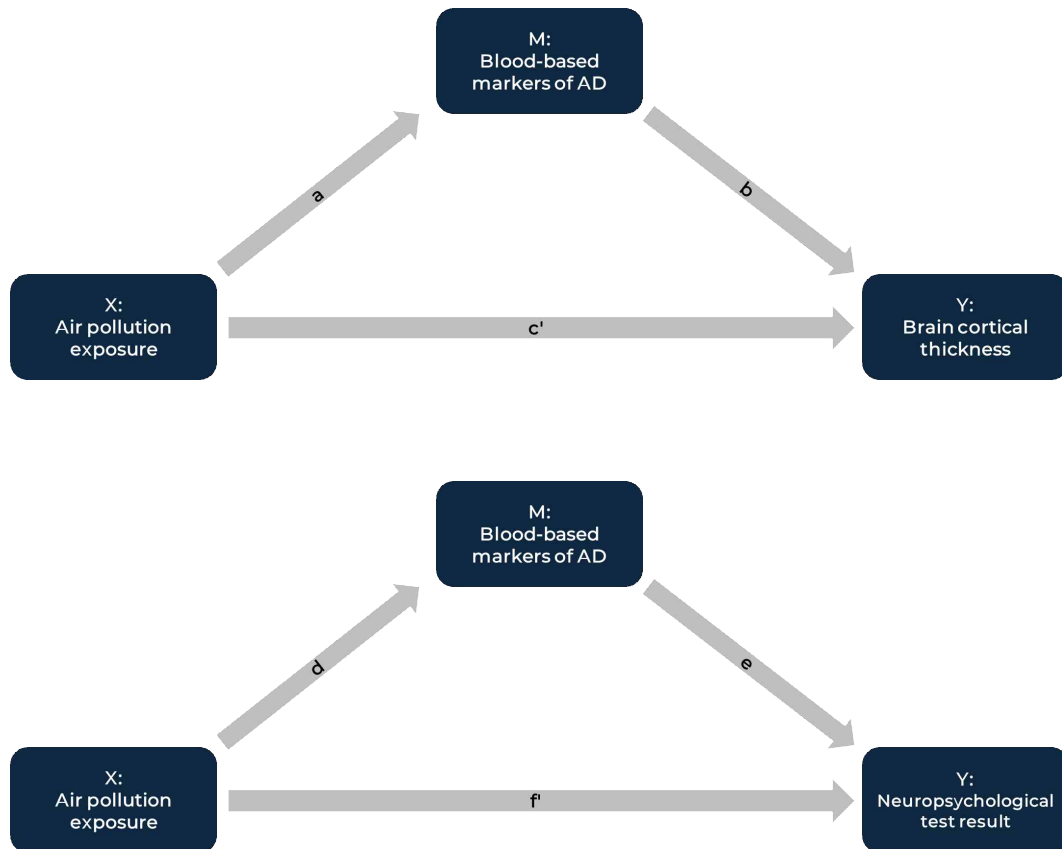 M:
Blood-based
markers of AD
a
b
X:
Air pollution
exposure
c'
Y:
Brain cortical
thickness
M:
Blood-based
markers of AD
d
e
X:
Air pollution
exposure
f'
Y:
Neuropsychological
test result